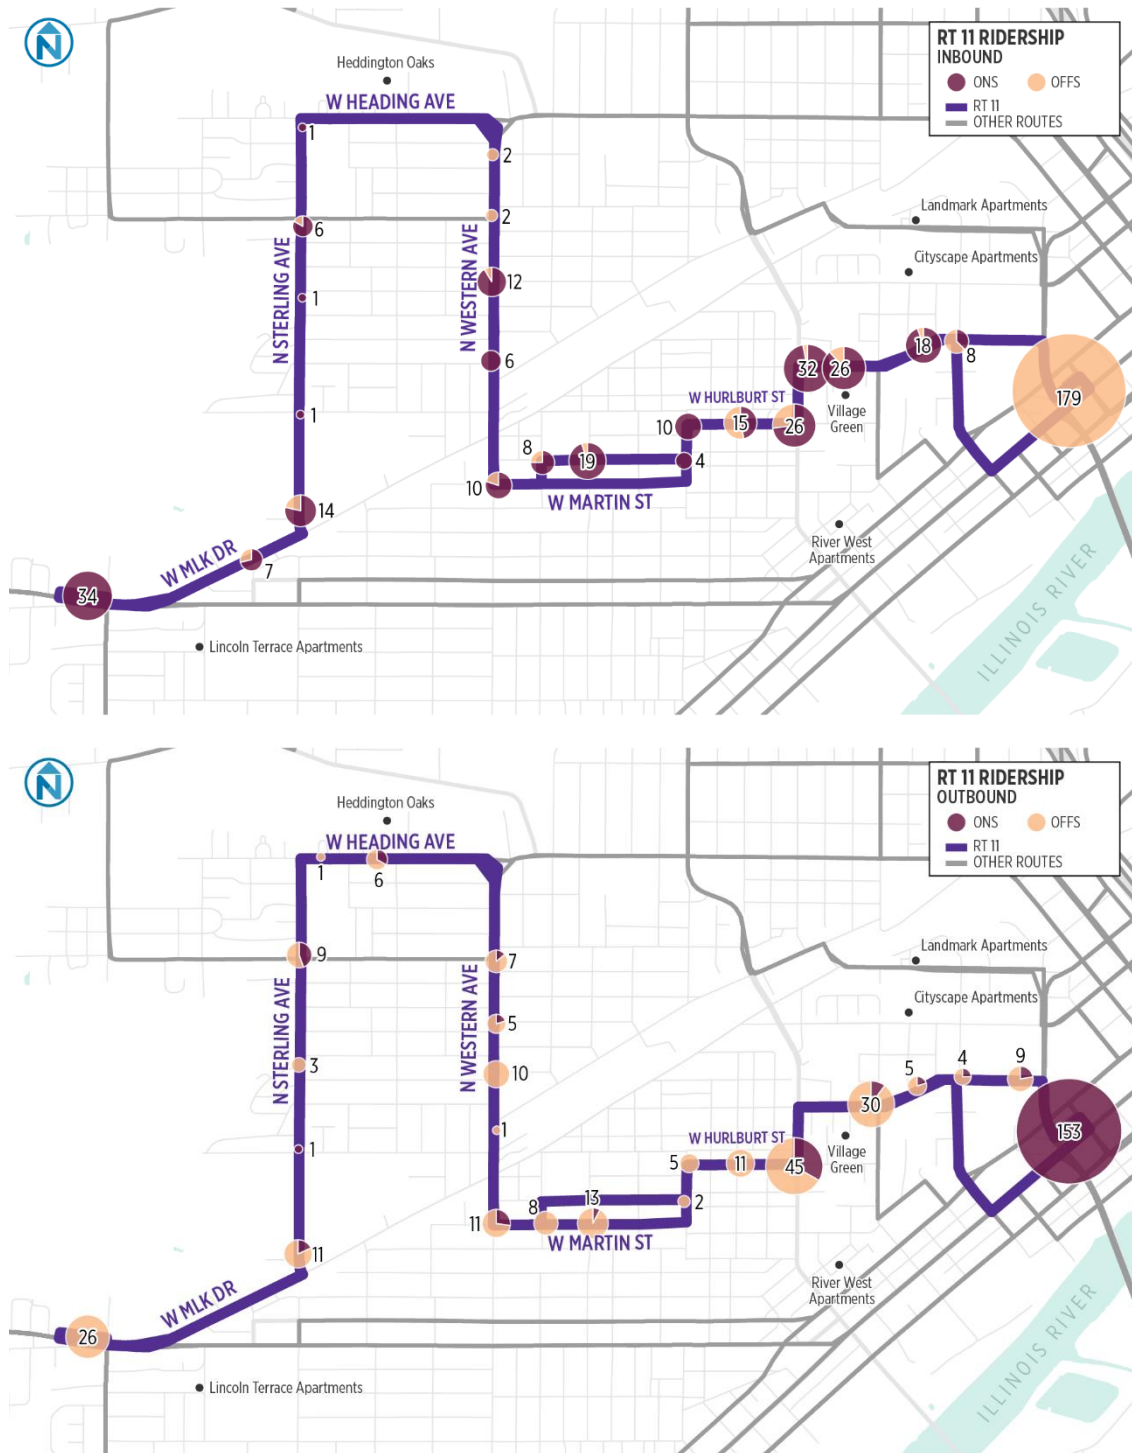 N
RT 11 RIDERSHIP
INBOUND
ONS
OFFS
RT 11
OTHER ROUTES
Heddington Oaks
W HEADING AVE
1
2
6
2
Landmark Apartments
N STERLING AVE
N WESTERN AVE
Cityscape Apartments
12
1
6
18
8
32
26
179
W HURLBURT ST
Village
Green
1
10
15
26
8
19
4
10
W MARTIN ST
14
River West
Apartments
W MLK DR
7
34
ILLINOIS RIVER
Lincoln Terrace Apartments
N
RT 11 RIDERSHIP
OUTBOUND
ONS
OFFS
RT 11
OTHER ROUTES
Heddington Oaks
W HEADING AVE
1
6
9
7
Landmark Apartments
N STERLING AVE
N WESTERN AVE
Cityscape Apartments
5
3
10
5
4
9
30
153
1
W HURLBURT ST
Village
Green
1
5
11
45
13
8
2
11
W MARTIN ST
11
River West
Apartments
W MLK DR
26
ILLINOIS RIVER
Lincoln Terrace Apartments